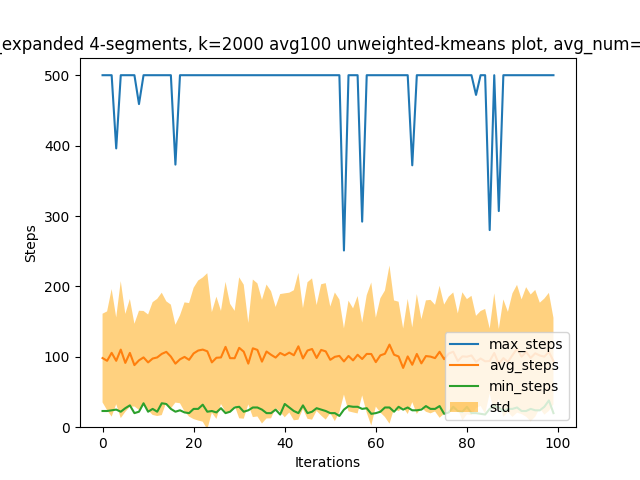 _expanded 4-segments, k=2000 avg100 unweighted-kmeans plot, avg_num=
500
400
300
200
100
0
Steps
0 20 40 60 80 100
Iterations
max_steps
avg_steps
min_steps
std